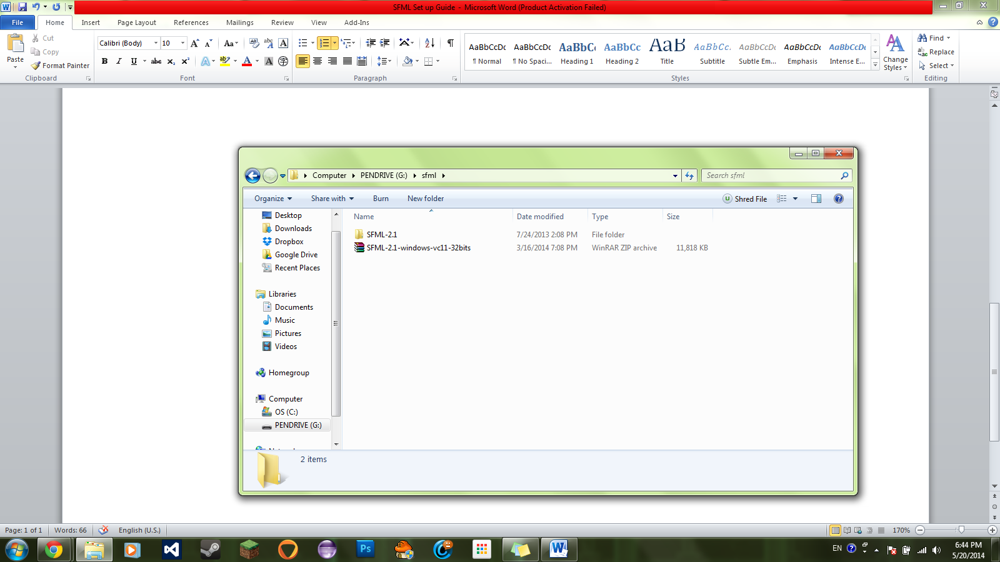 SFML Set up Guide - Microsoft Word (Product Activation Failed)
File Home Insert Page Layout References Mailings Review View Add-Ins
Paste
Cut
Copy
Format Painter
Clipboard
Calibri (Body) 10
Font
Paragraph
AaBbCcDc AaBbCcDc AaBbC AaBbCc AaB AaBbCc. AaBbCcDc AaBbCcDc AaBbCcDc
¶ Normal ¶ No Spaci... Heading 1 Heading 2 Title Subtitle Subtle Em... Emphasis Intense E...
Change Styles
Styles
Find
Replace
Select
Editing
Computer PENDRIVE (G:) sfml
Search sfml
Organize Share with Burn New folder Shred File
Desktop
Downloads
Dropbox
Google Drive
Recent Places
Libraries
Documents
Music
Pictures
Videos
Homegroup
Computer
OS (C:)
PENDRIVE (G:)
Name Date modified Type Size
SFML-2.1 7/24/2013 2:08 PM File folder
SFML-2.1-windows-vc11-32bits 3/16/2014 7:08 PM WinRAR ZIP archive 11,818 KB
2 items
Page: 1 of 1 Words: 66 English (U.S.) 170%
Ps
EN 6:44 PM
5/20/2014